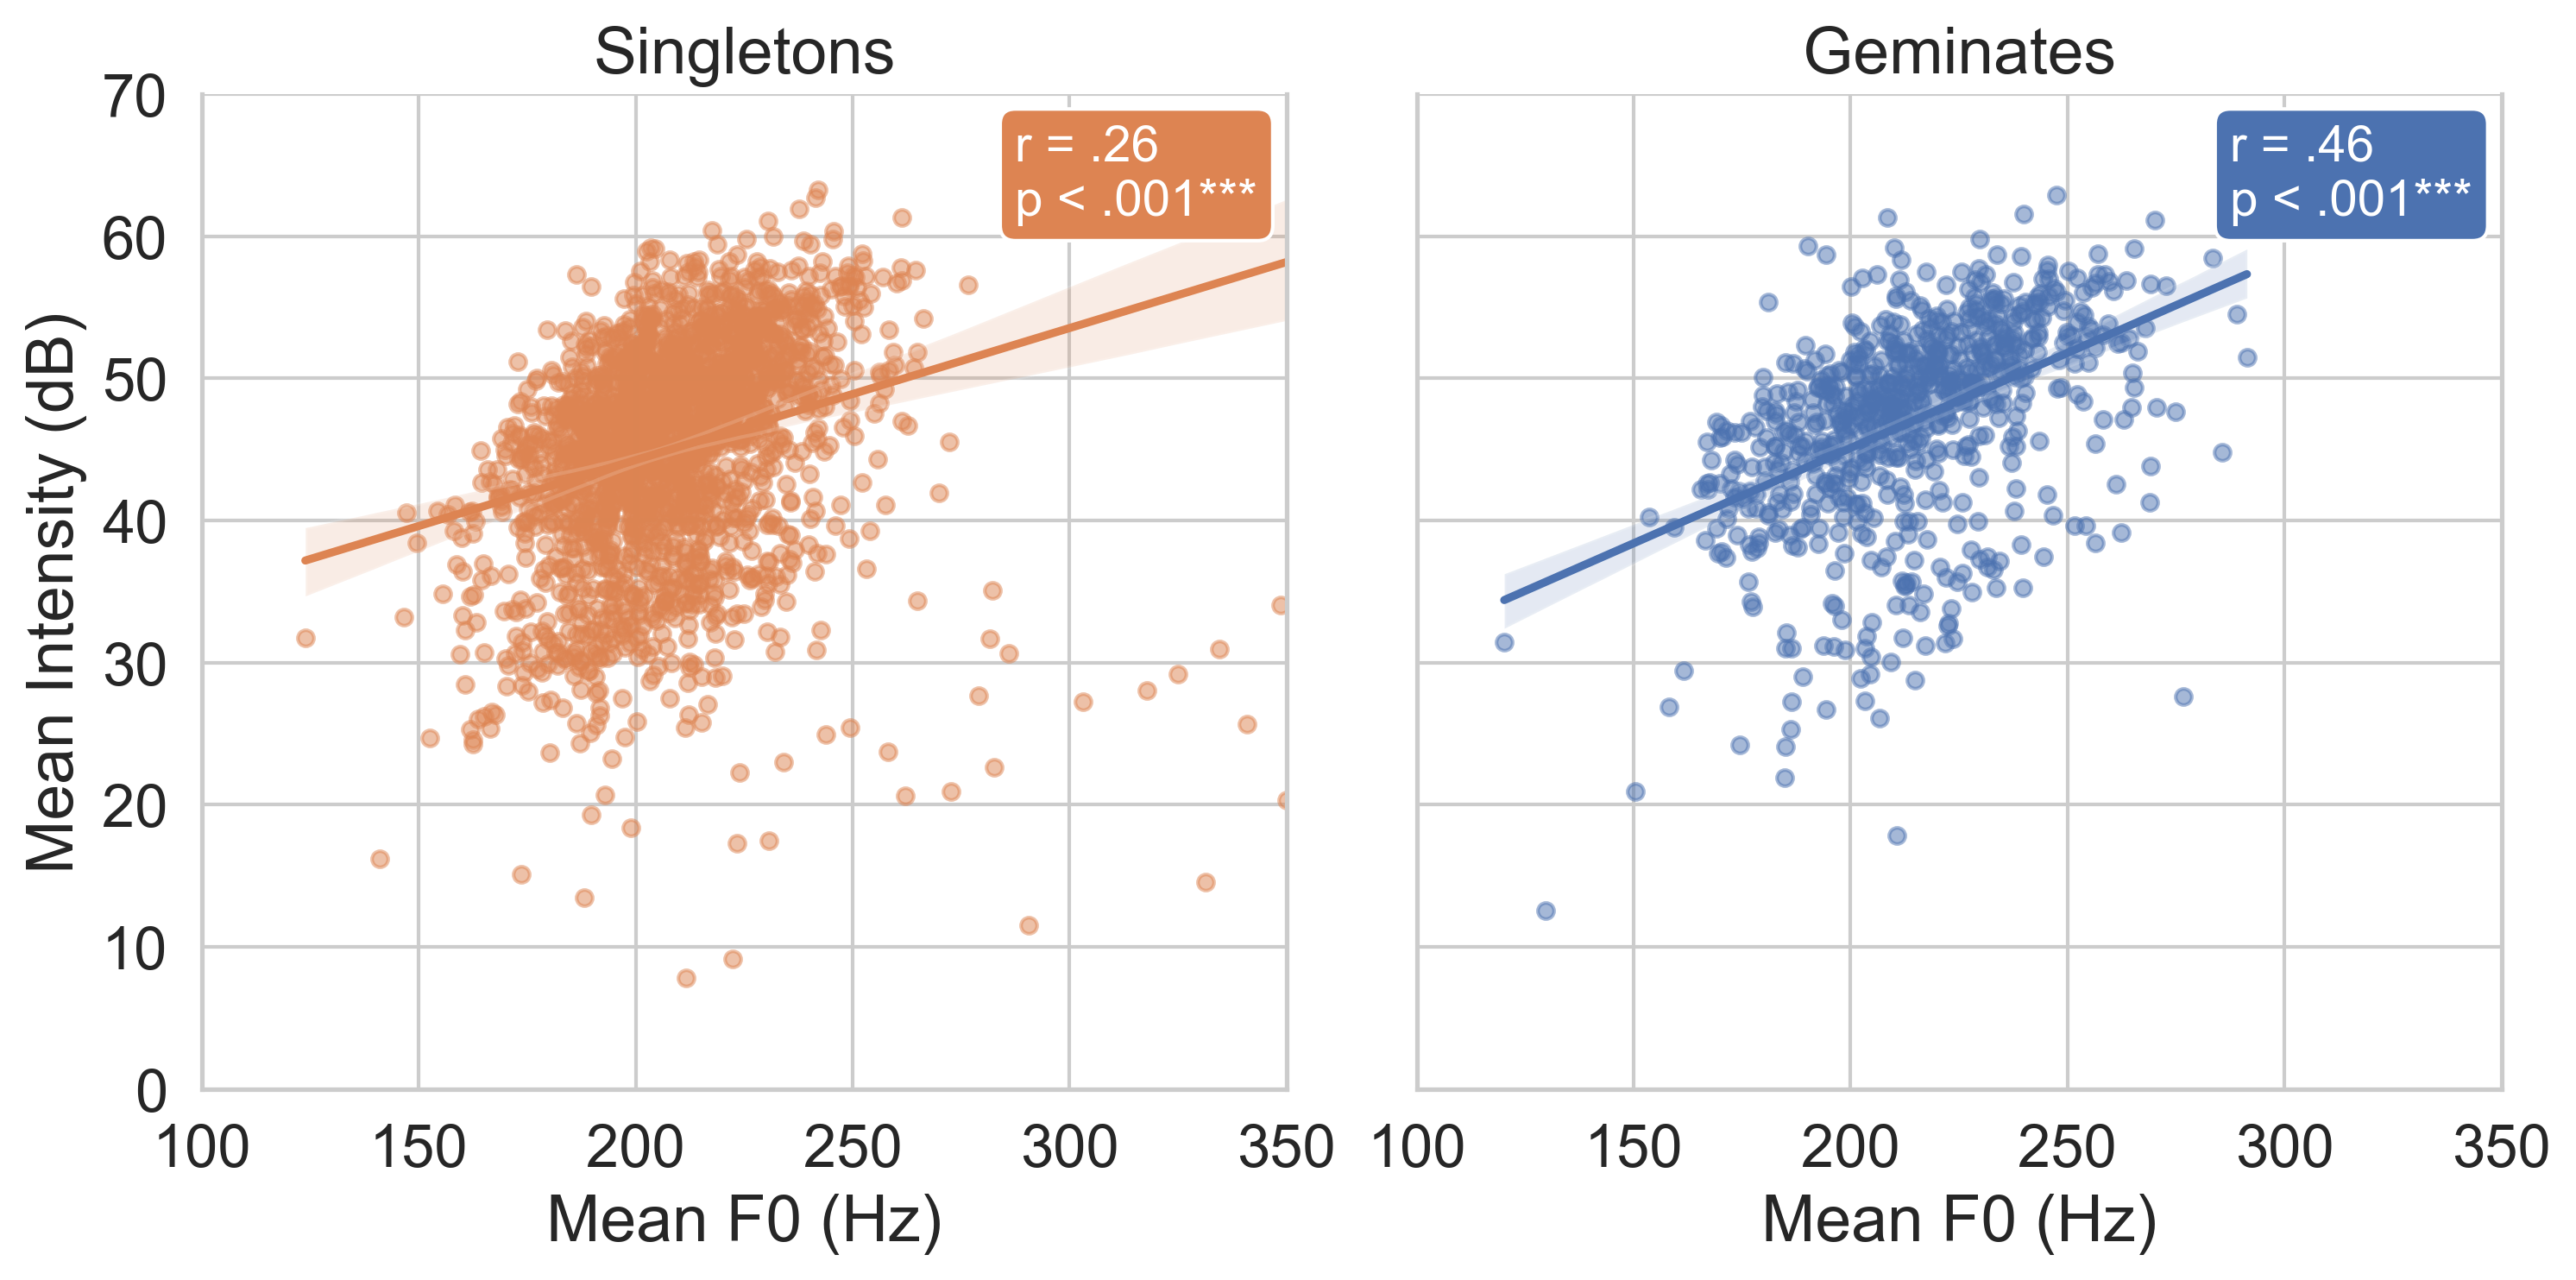 Singletons
Geminates
70
60
50
40
30
20
10
0
Mean Intensity (dB)
r = .26
p < .001***
r = .46
p < .001***
100 150 200 250 300 350
100 150 200 250 300 350
Mean F0 (Hz)
Mean F0 (Hz)